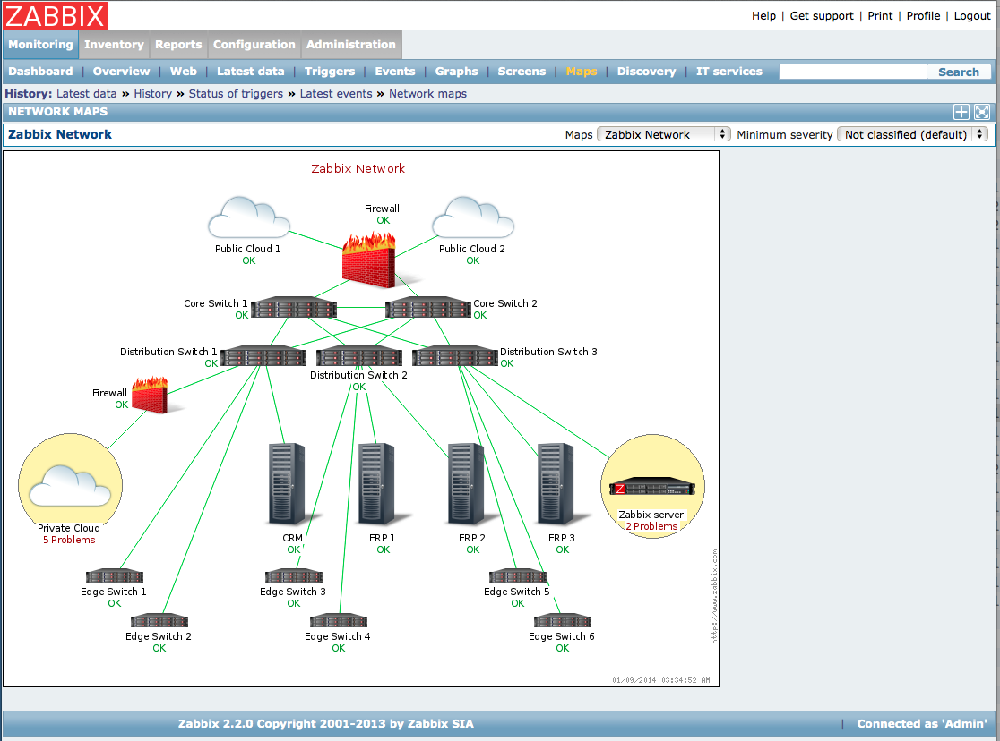 ZABBIX
Help | Get support | Print | Profile | Logout
Monitoring Inventory Reports Configuration Administration
Dashboard | Overview | Web | Latest data | Triggers | Events | Graphs | Screens | Maps | Discovery | IT services Search
History: Latest data » History » Status of triggers » Latest events » Network maps
NETWORK MAPS
Zabbix Network Maps Zabbix Network Minimum severity Not classified (default)
Zabbix Network
Firewall
OK
Public Cloud 1
OK
Public Cloud 2
OK
Core Switch 1
OK
Core Switch 2
OK
Distribution Switch 1
OK
Distribution Switch 2
OK
Distribution Switch 3
OK
Firewall
OK
Private Cloud
5 Problems
CRM
OK
ERP 1
OK
ERP 2
OK
ERP 3
OK
Z
Zabbix server
2 Problems
Edge Switch 1
OK
Edge Switch 2
OK
Edge Switch 3
OK
Edge Switch 4
OK
Edge Switch 5
OK
Edge Switch 6
OK
http://www.zabbix.com
01/09/2014 03:34:52 AM
Zabbix 2.2.0 Copyright 2001-2013 by Zabbix SIA | Connected as 'Admin'